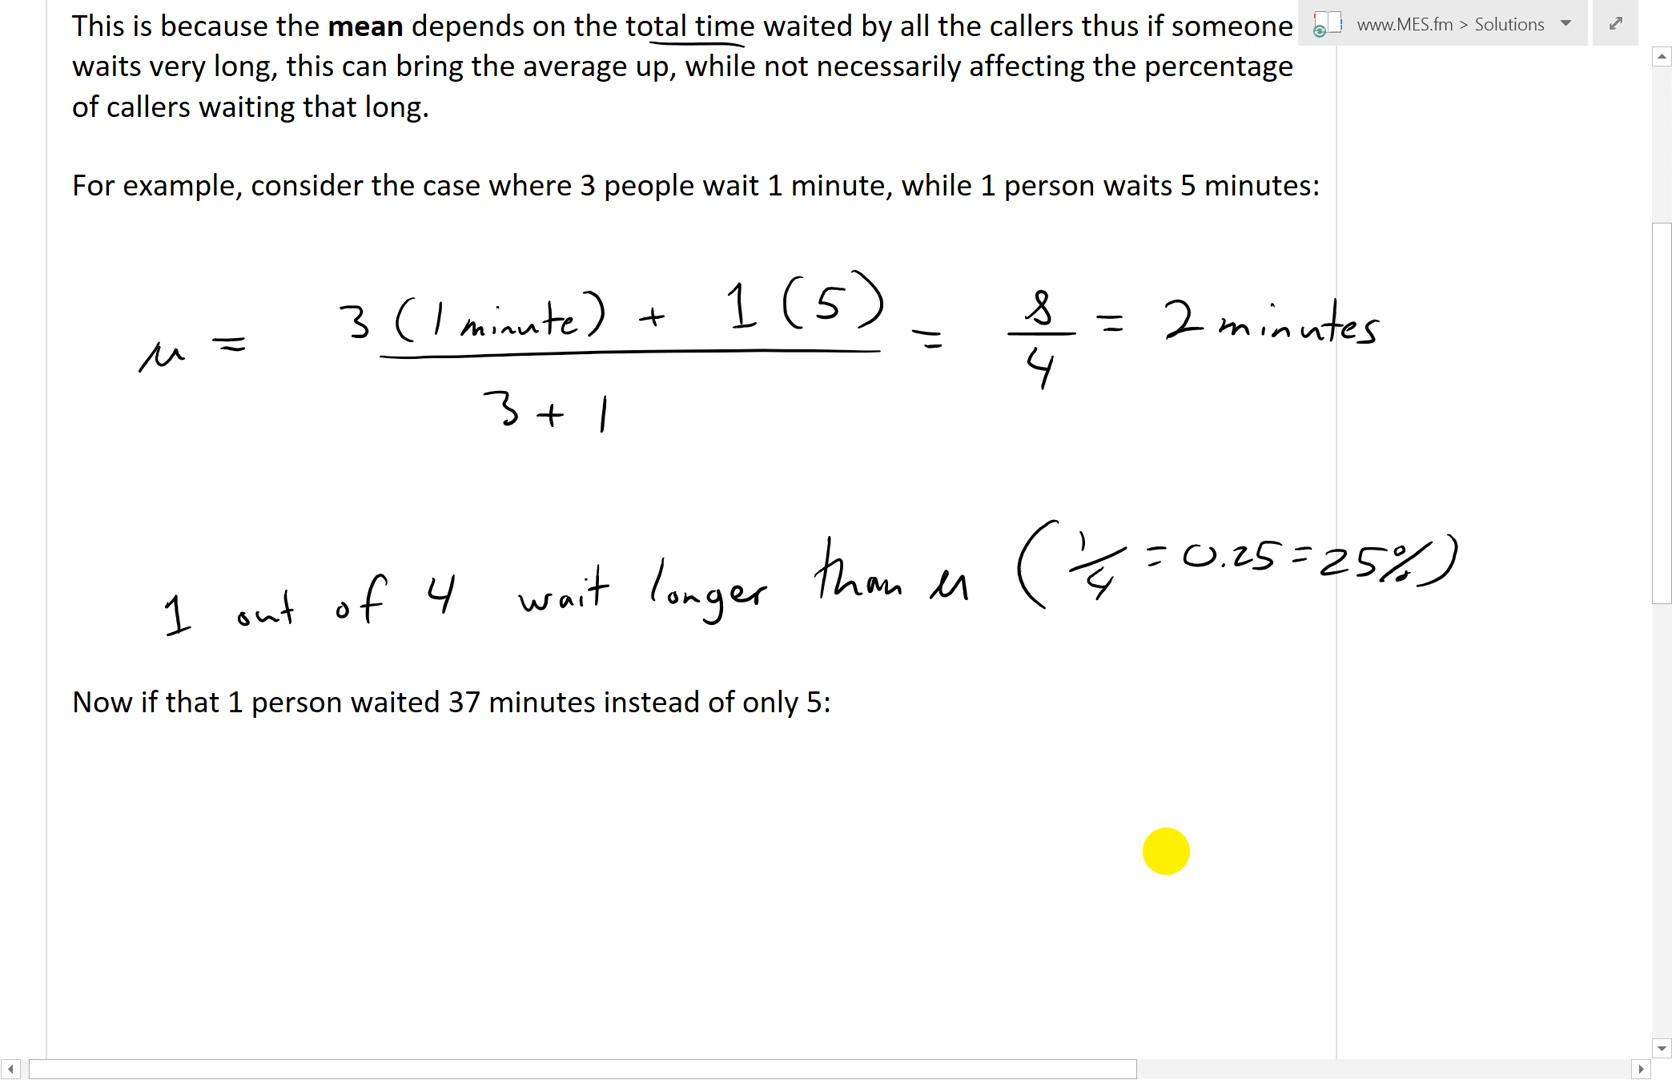 This is because the mean depends on the total time waited by all the callers thus if someone
www.MES.fm > Solutions
waits very long, this can bring the average up, while not necessarily affecting the percentage
of callers waiting that long.
For example, consider the case where 3 people wait 1 minute, while 1 person waits 5 minutes:
μ = 3(1 minute) + 1(5) / 3 + 1 = 8/4 = 2 minutes
1 out of 4 wait longer than μ (1/4 = 0.25 = 25%)
Now if that 1 person waited 37 minutes instead of only 5: